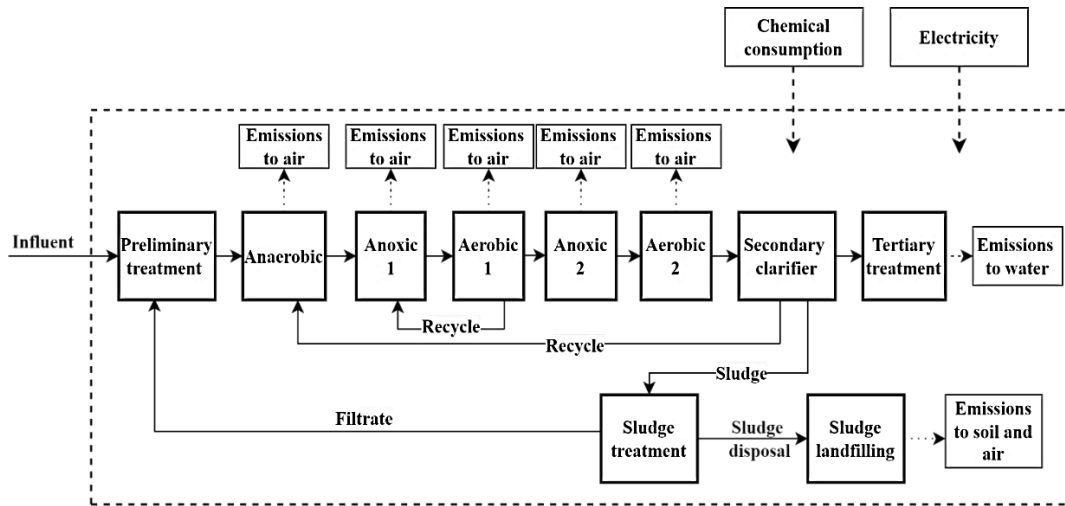 Chemical
consumption
Electricity
Emissions
to air
Emissions
to air
Emissions
to air
Emissions
to air
Emissions
to air
Influent
Preliminary
treatment
Anaerobic
Anoxic
1
Aerobic
1
Anoxic
2
Aerobic
2
Secondary
clarifier
Tertiary
treatment
Emissions
to water
Recycle
Recycle
Sludge
Filtrate
Sludge
treatment
Sludge
disposal
Sludge
landfilling
Emissions
to soil and
air